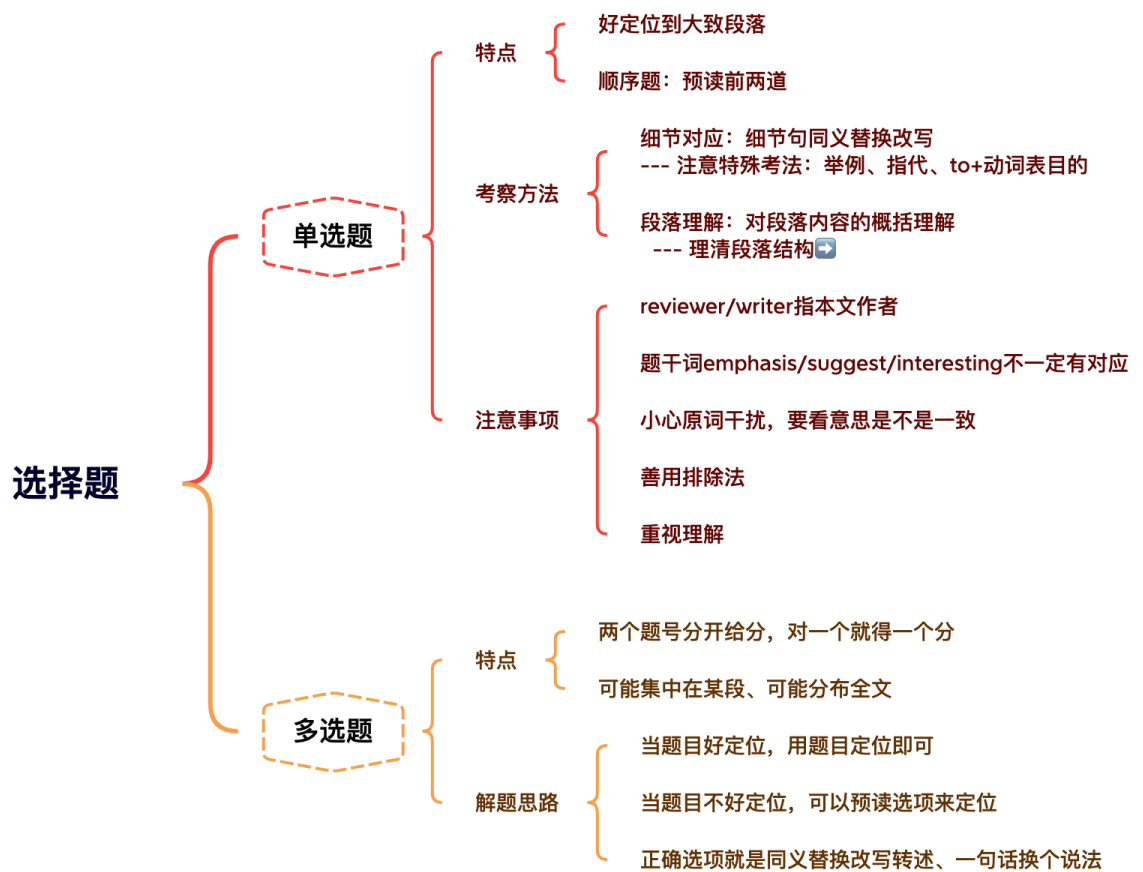 选择题
单选题
特点
好定位到大致段落
顺序题：预读前两道
考察方法
细节对应：细节句同义替换改写
--- 注意特殊考法：举例、指代、to+动词表目的
段落理解：对段落内容的概括理解
--- 理清段落结构➡️
注意事项
reviewer/writer指本文作者
题干词emphasis/suggest/interesting不一定有对应
小心原词干扰，要看意思是不是一致
善用排除法
重视理解
多选题
特点
两个题号分开给分，对一个就得一个分
可能集中在某段、可能分布全文
解题思路
当题目好定位，用题目定位即可
当题目不好定位，可以预读选项来定位
正确选项就是同义替换改写转述、一句话换个说法